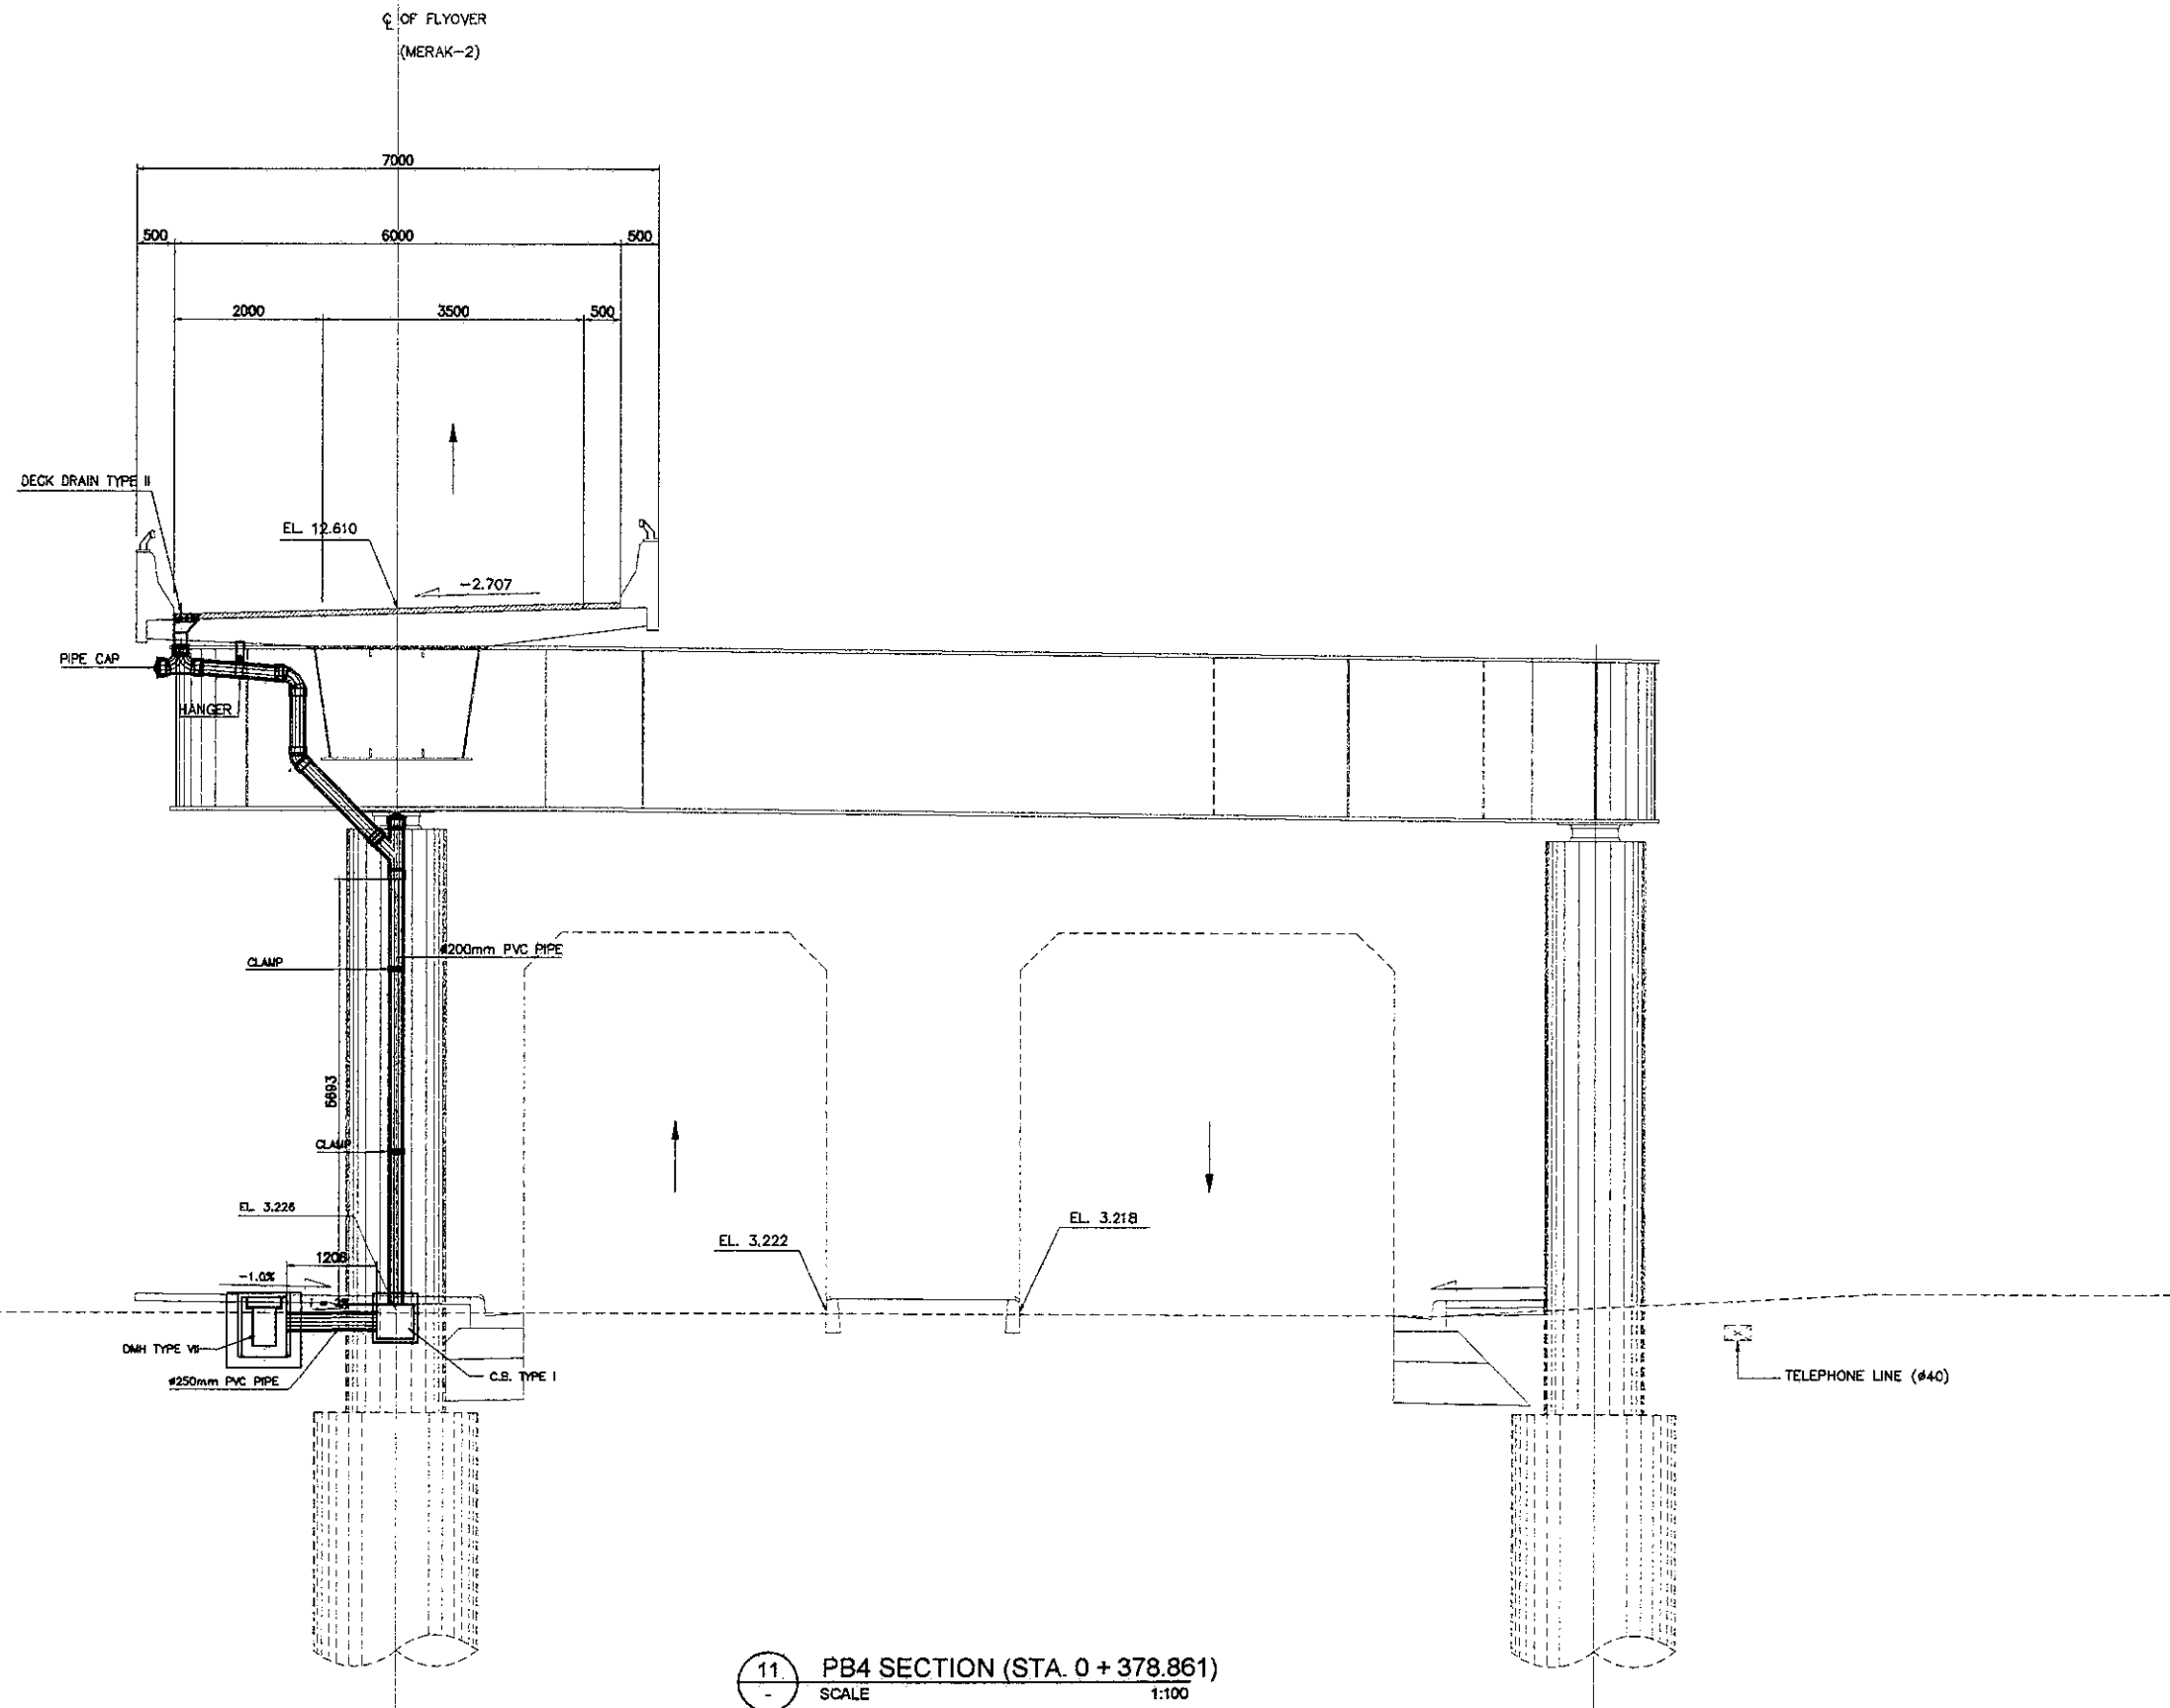 ℄ OF FLYOVER
(MERAK-2)
7000
500 6000 500
2000 3500 500
DECK DRAIN TYPE II
EL. 12.610
-2.707
PIPE CAP
HANGER
ø200mm PVC PIPE
CLAMP
5693
CLAMP
EL. 3.226
EL. 3.218
EL. 3.222
1206
-1.0%
DMH TYPE VII
ø250mm PVC PIPE
C.B. TYPE I
TELEPHONE LINE (ø40)
11 PB4 SECTION (STA. 0 + 378.861)
- SCALE 1:100